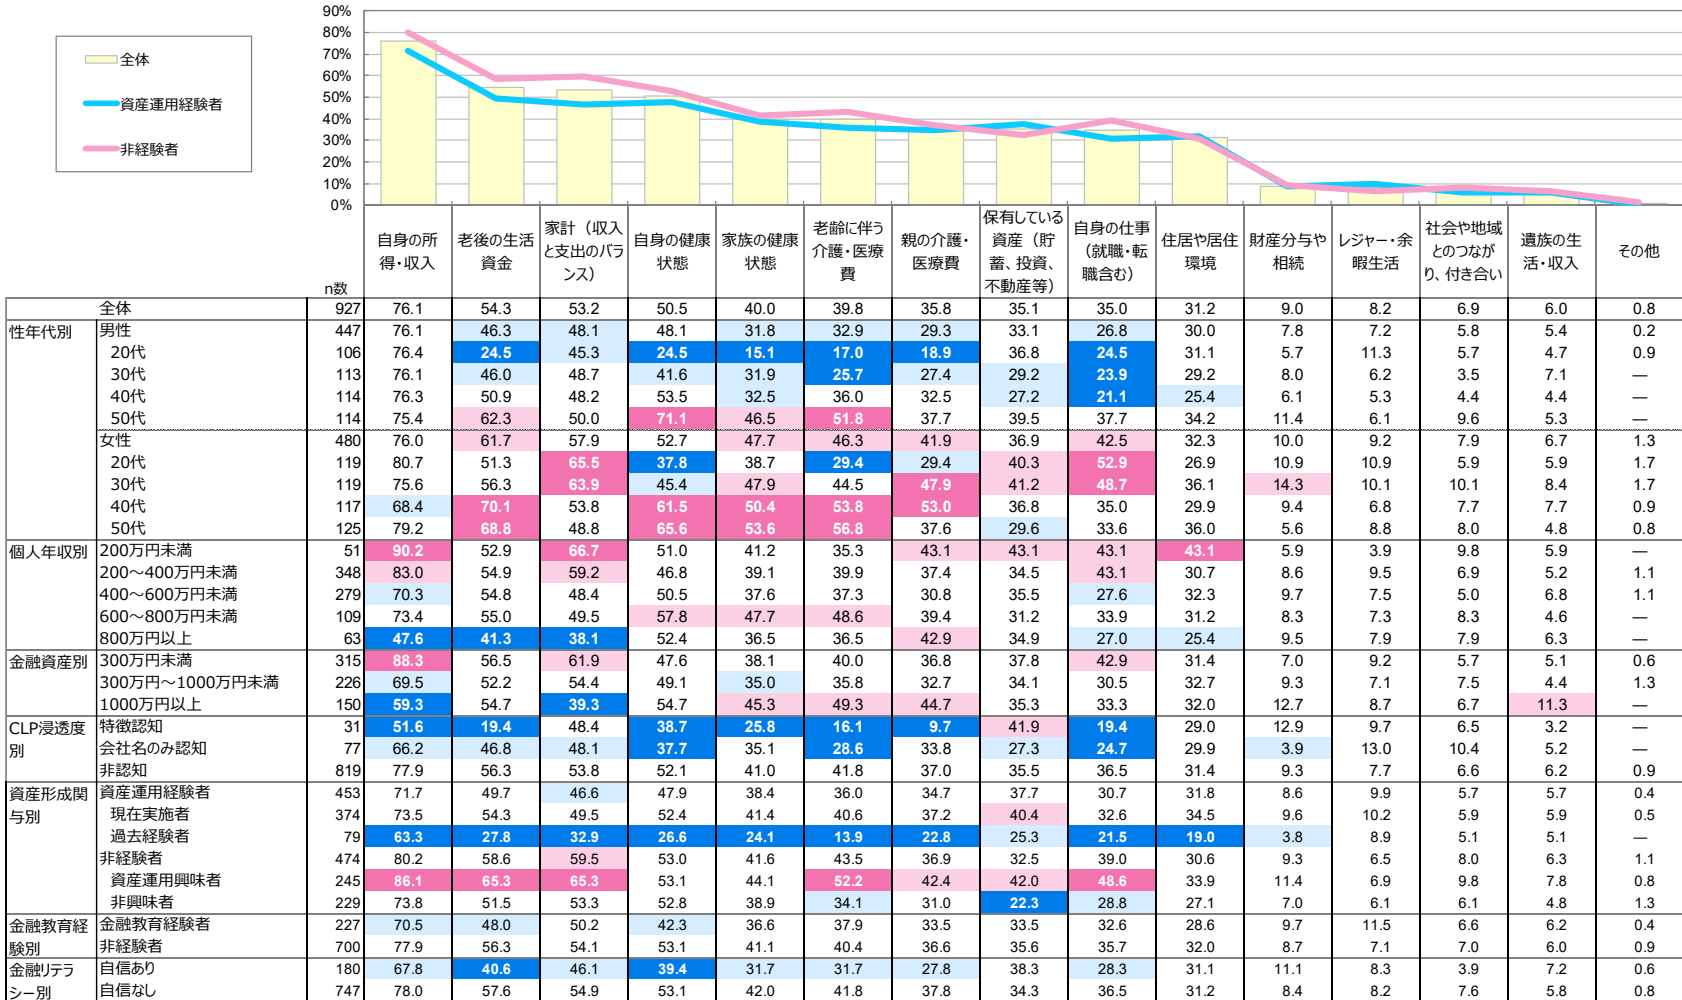 90%
80%
70%
60%
50%
40%
30%
20%
10%
0%
全体
資産運用経験者
非経験者
n数
自身の所
得・収入
老後の生活
資金
家計（収入
と支出のバラ
ンス）
自身の健康
状態
家族の健康
状態
老齢に伴う
介護・医療
費
親の介護・
医療費
保有している
資産（貯
蓄、投資、
不動産等）
自身の仕事
（就職・転
職含む）
住居や居住
環境
財産分与や
相続
レジャー・余
暇生活
社会や地域
とのつなが
り、付き合い
遺族の生
活・収入
その他
全体 927 76.1 54.3 53.2 50.5 40.0 39.8 35.8 35.1 35.0 31.2 9.0 8.2 6.9 6.0 0.8
性年代別 男性 447 76.1 46.3 48.1 48.1 31.8 32.9 29.3 33.1 26.8 30.0 7.8 7.2 5.8 5.4 0.2
20代 106 76.4 24.5 45.3 24.5 15.1 17.0 18.9 36.8 24.5 31.1 5.7 11.3 5.7 4.7 0.9
30代 113 76.1 46.0 48.7 41.6 31.9 25.7 27.4 29.2 23.9 29.2 8.0 6.2 3.5 7.1 —
40代 114 76.3 50.9 48.2 53.5 32.5 36.0 32.5 27.2 21.1 25.4 6.1 5.3 4.4 4.4 —
50代 114 75.4 62.3 50.0 71.1 46.5 51.8 37.7 39.5 37.7 34.2 11.4 6.1 9.6 5.3 —
女性 480 76.0 61.7 57.9 52.7 47.7 46.3 41.9 36.9 42.5 32.3 10.0 9.2 7.9 6.7 1.3
20代 119 80.7 51.3 65.5 37.8 38.7 29.4 29.4 40.3 52.9 26.9 10.9 10.9 5.9 5.9 1.7
30代 119 75.6 56.3 63.9 45.4 47.9 44.5 47.9 41.2 48.7 36.1 14.3 10.1 10.1 8.4 1.7
40代 117 68.4 70.1 53.8 61.5 50.4 53.8 53.0 36.8 35.0 29.9 9.4 6.8 7.7 7.7 0.9
50代 125 79.2 68.8 48.8 65.6 53.6 56.8 37.6 29.6 33.6 36.0 5.6 8.8 8.0 4.8 0.8
個人年収別 200万円未満 51 90.2 52.9 66.7 51.0 41.2 35.3 43.1 43.1 43.1 43.1 5.9 3.9 9.8 5.9 —
200～400万円未満 348 83.0 54.9 59.2 46.8 39.1 39.9 37.4 34.5 43.1 30.7 8.6 9.5 6.9 5.2 1.1
400～600万円未満 279 70.3 54.8 48.4 50.5 37.6 37.3 30.8 35.5 27.6 32.3 9.7 7.5 5.0 6.8 1.1
600～800万円未満 109 73.4 55.0 49.5 57.8 47.7 48.6 39.4 31.2 33.9 31.2 8.3 7.3 8.3 4.6 —
800万円以上 63 47.6 41.3 38.1 52.4 36.5 36.5 42.9 34.9 27.0 25.4 9.5 7.9 7.9 6.3 —
金融資産別 300万円未満 315 88.3 56.5 61.9 47.6 38.1 40.0 36.8 37.8 42.9 31.4 7.0 9.2 5.7 5.1 0.6
300万円～1000万円未満 226 69.5 52.2 54.4 49.1 35.0 35.8 32.7 34.1 30.5 32.7 9.3 7.1 7.5 4.4 1.3
1000万円以上 150 59.3 54.7 39.3 54.7 45.3 49.3 44.7 35.3 33.3 32.0 12.7 8.7 6.7 11.3 —
CLP浸透度 特徴認知 31 51.6 19.4 48.4 38.7 25.8 16.1 9.7 41.9 19.4 29.0 12.9 9.7 6.5 3.2 —
別 会社名のみ認知 77 66.2 46.8 48.1 37.7 35.1 28.6 33.8 27.3 24.7 29.9 3.9 13.0 10.4 5.2 —
非認知 819 77.9 56.3 53.8 52.1 41.0 41.8 37.0 35.5 36.5 31.4 9.3 7.7 6.6 6.2 0.9
資産形成関 資産運用経験者 453 71.7 49.7 46.6 47.9 38.4 36.0 34.7 37.7 30.7 31.8 8.6 9.9 5.7 5.7 0.4
与別 現在実施者 374 73.5 54.3 49.5 52.4 41.4 40.6 37.2 40.4 32.6 34.5 9.6 10.2 5.9 5.9 0.5
過去経験者 79 63.3 27.8 32.9 26.6 24.1 13.9 22.8 25.3 21.5 19.0 3.8 8.9 5.1 5.1 —
非経験者 474 80.2 58.6 59.5 53.0 41.6 43.5 36.9 32.5 39.0 30.6 9.3 6.5 8.0 6.3 1.1
資産運用興味者 245 86.1 65.3 65.3 53.1 44.1 52.2 42.4 42.0 48.6 33.9 11.4 6.9 9.8 7.8 0.8
非興味者 229 73.8 51.5 53.3 52.8 38.9 34.1 31.0 22.3 28.8 27.1 7.0 6.1 6.1 4.8 1.3
金融教育経 金融教育経験者 227 70.5 48.0 50.2 42.3 36.6 37.9 33.5 33.5 32.6 28.6 9.7 11.5 6.6 6.2 0.4
験別 非経験者 700 77.9 56.3 54.1 53.1 41.1 40.4 36.6 35.6 35.7 32.0 8.7 7.1 7.0 6.0 0.9
金融リテラ 自信あり 180 67.8 40.6 46.1 39.4 31.7 31.7 27.8 38.3 28.3 31.1 11.1 8.3 3.9 7.2 0.6
シー別 自信なし 747 78.0 57.6 54.9 53.1 42.0 41.8 37.8 34.3 36.5 31.2 8.4 8.2 7.6 5.8 0.8